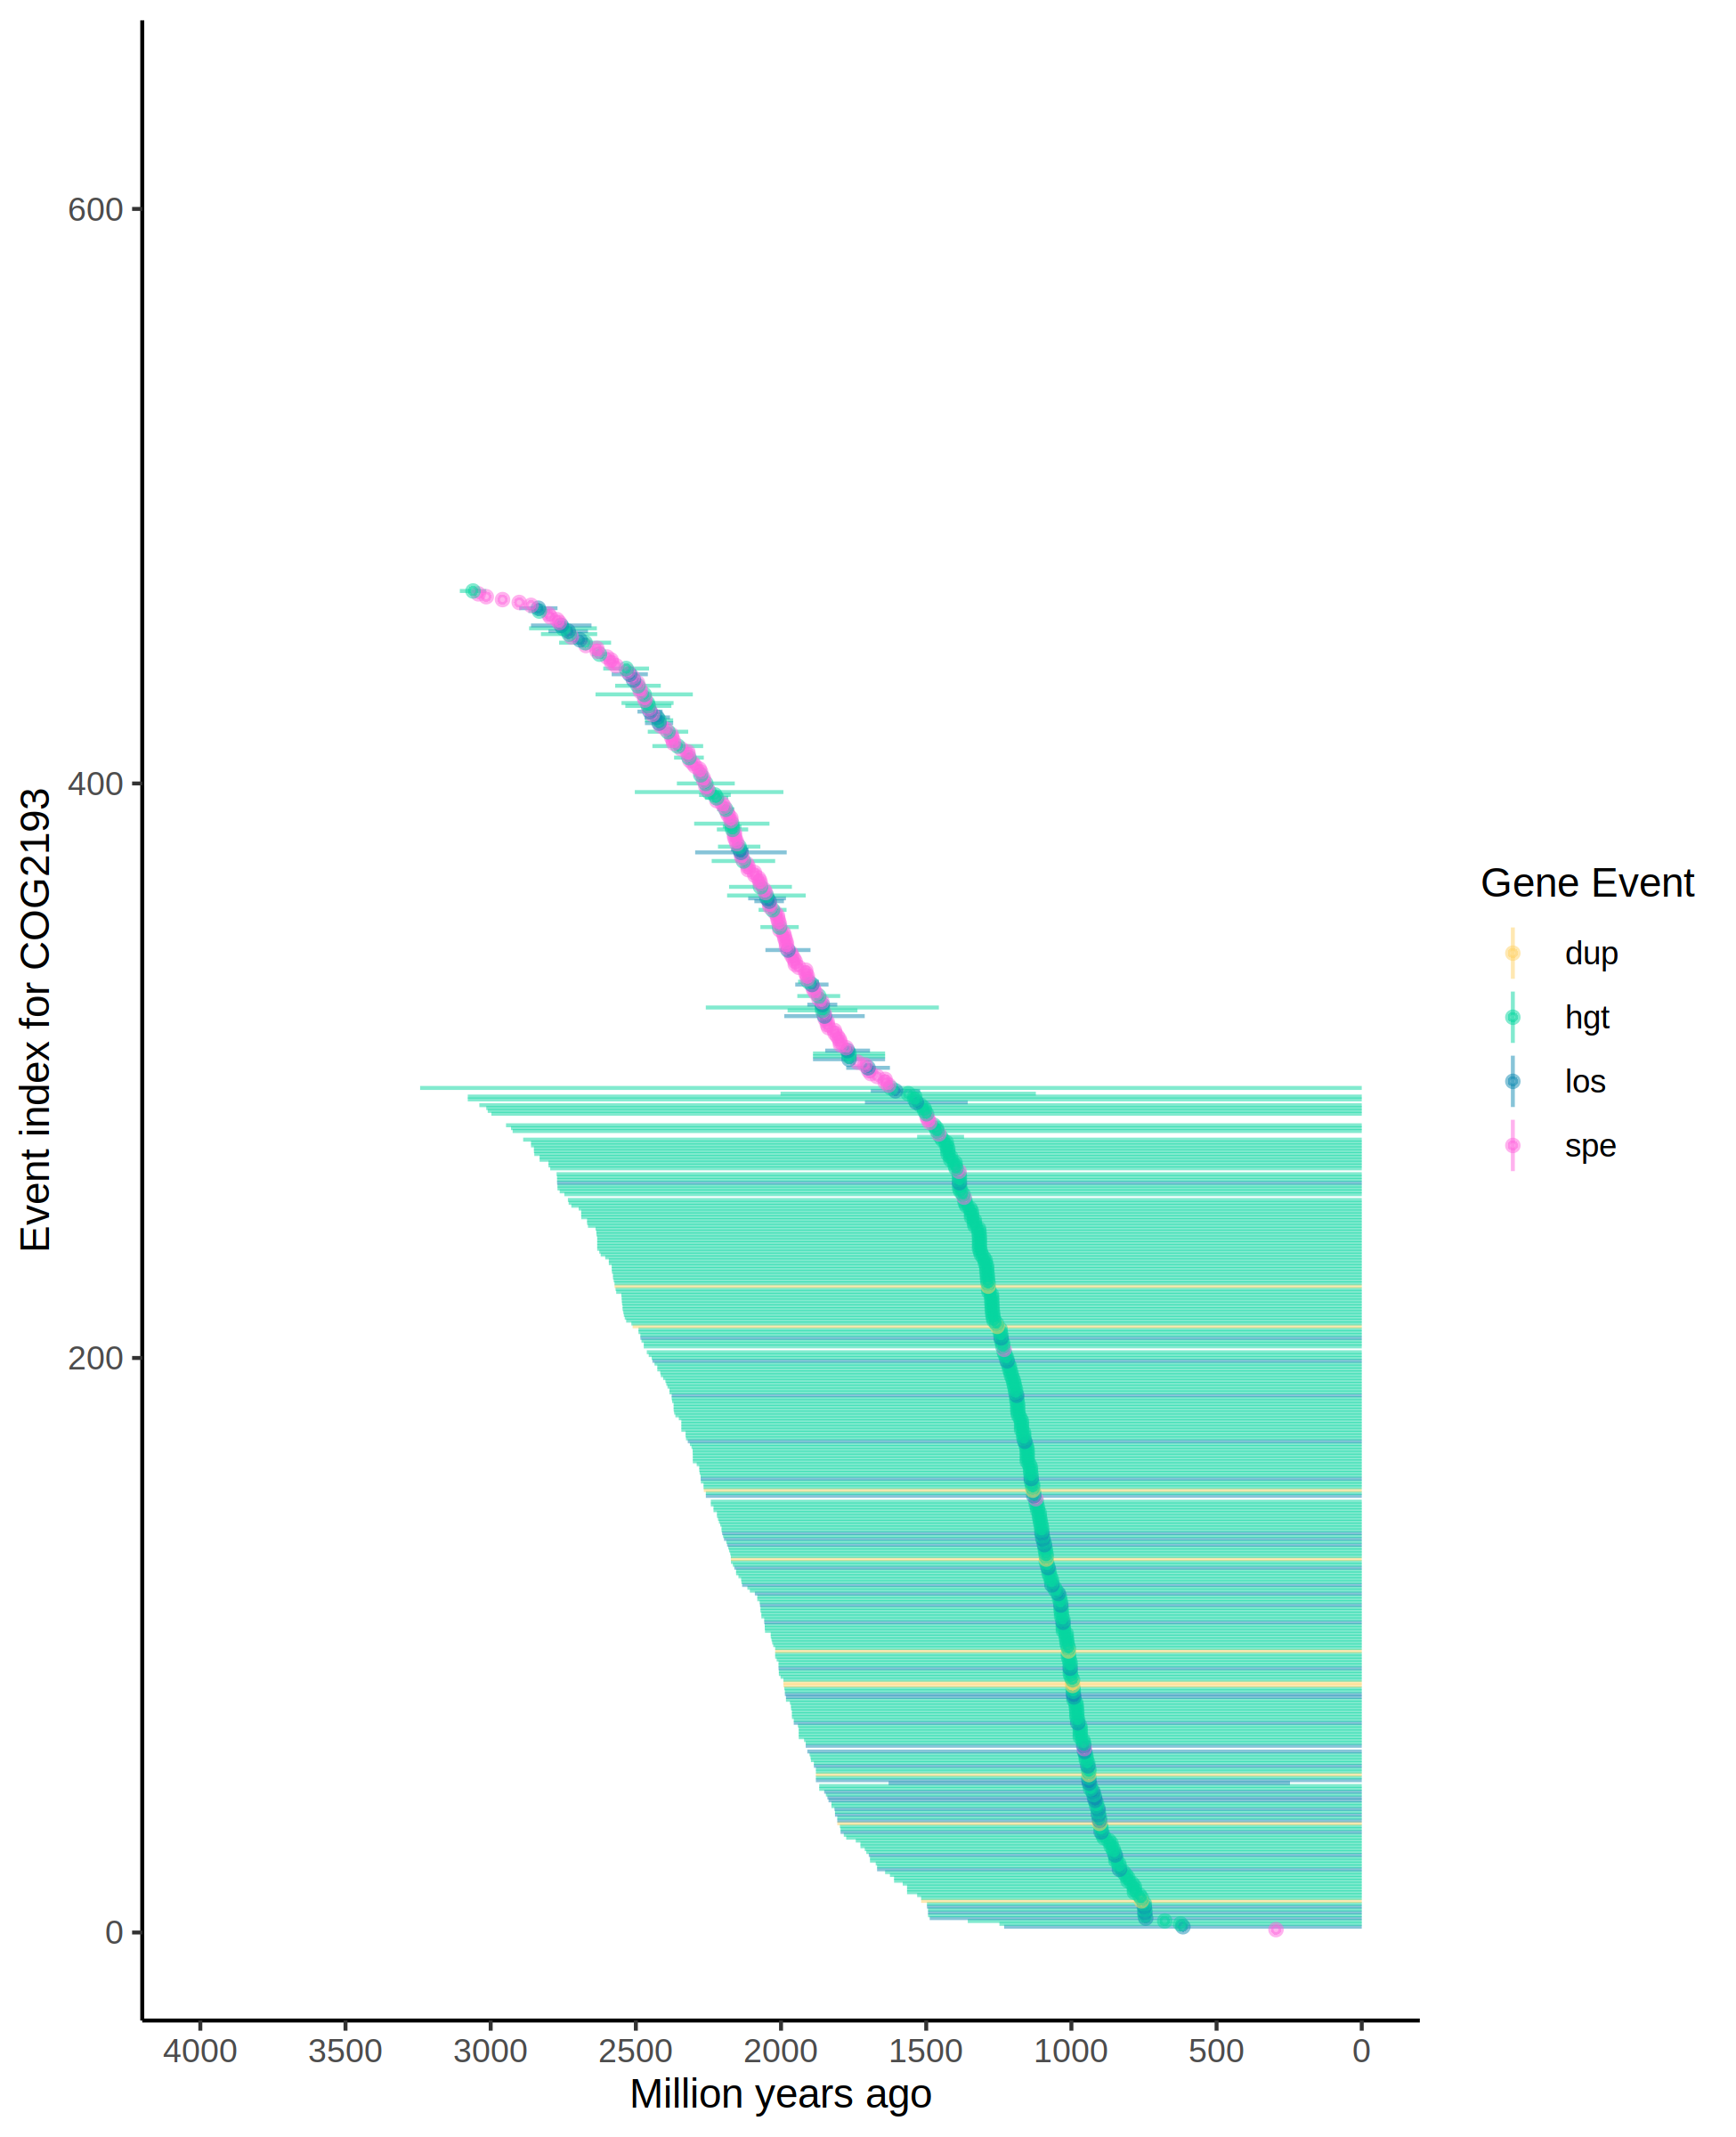 Event index for COG2193
600
400
200
0
4000 3500 3000 2500 2000 1500 1000 500 0
Million years ago
Gene Event
dup
hgt
los
spe